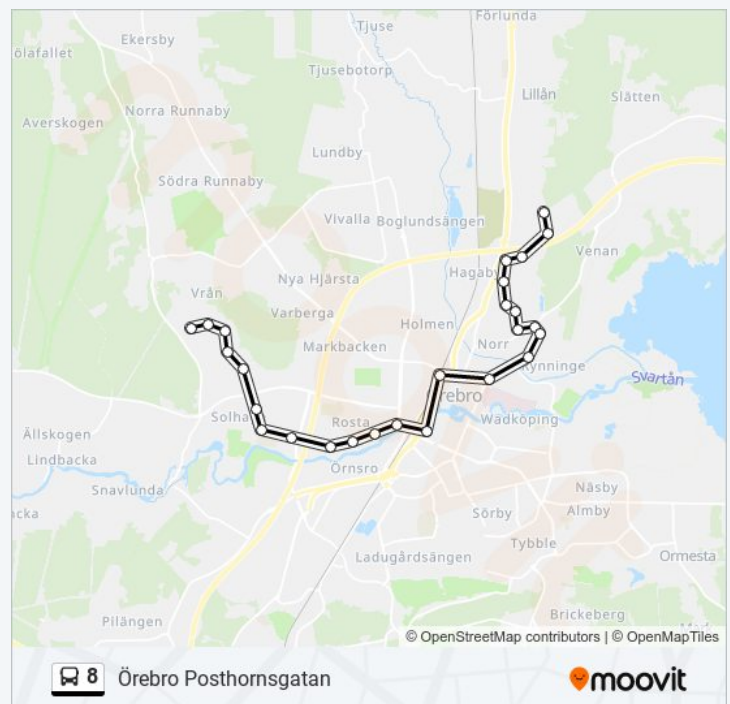 Förlunda
Tjuse
Ekersby
ölafallet
Tjusebotorp
Lillån
Slätten
Norra Runnaby
Averskogen
Lundby
Södra Runnaby
Vivalla
Boglundsängen
Venan
Hagaby
Nya Hjärsta
Vrån
Varberga
Holmen
Markbacken
Norr
Rynninge
Svartån
rebro
Solha
Rosta
Wadköping
Ällskogen
Lindbacka
Örnsro
Snavlunda
Näsby
Almby
Sörby
acka
Tybble
Ladugårdsängen
Ormesta
Brickeberg
Pilängen
© OpenStreetMap contributors | © OpenMapTiles
8 Örebro Posthornsgatan
moovit